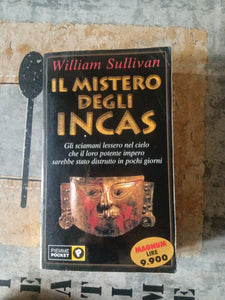 William Sullivan
IL MISTERO
DEGLI
INCAS
Gli sciamani lessero nel cielo
che il loro potente impero
sarebbe stato distrutto in pochi giorni
PIEMME
POCKET
MAGNUM
LIRE
9.900
TIME